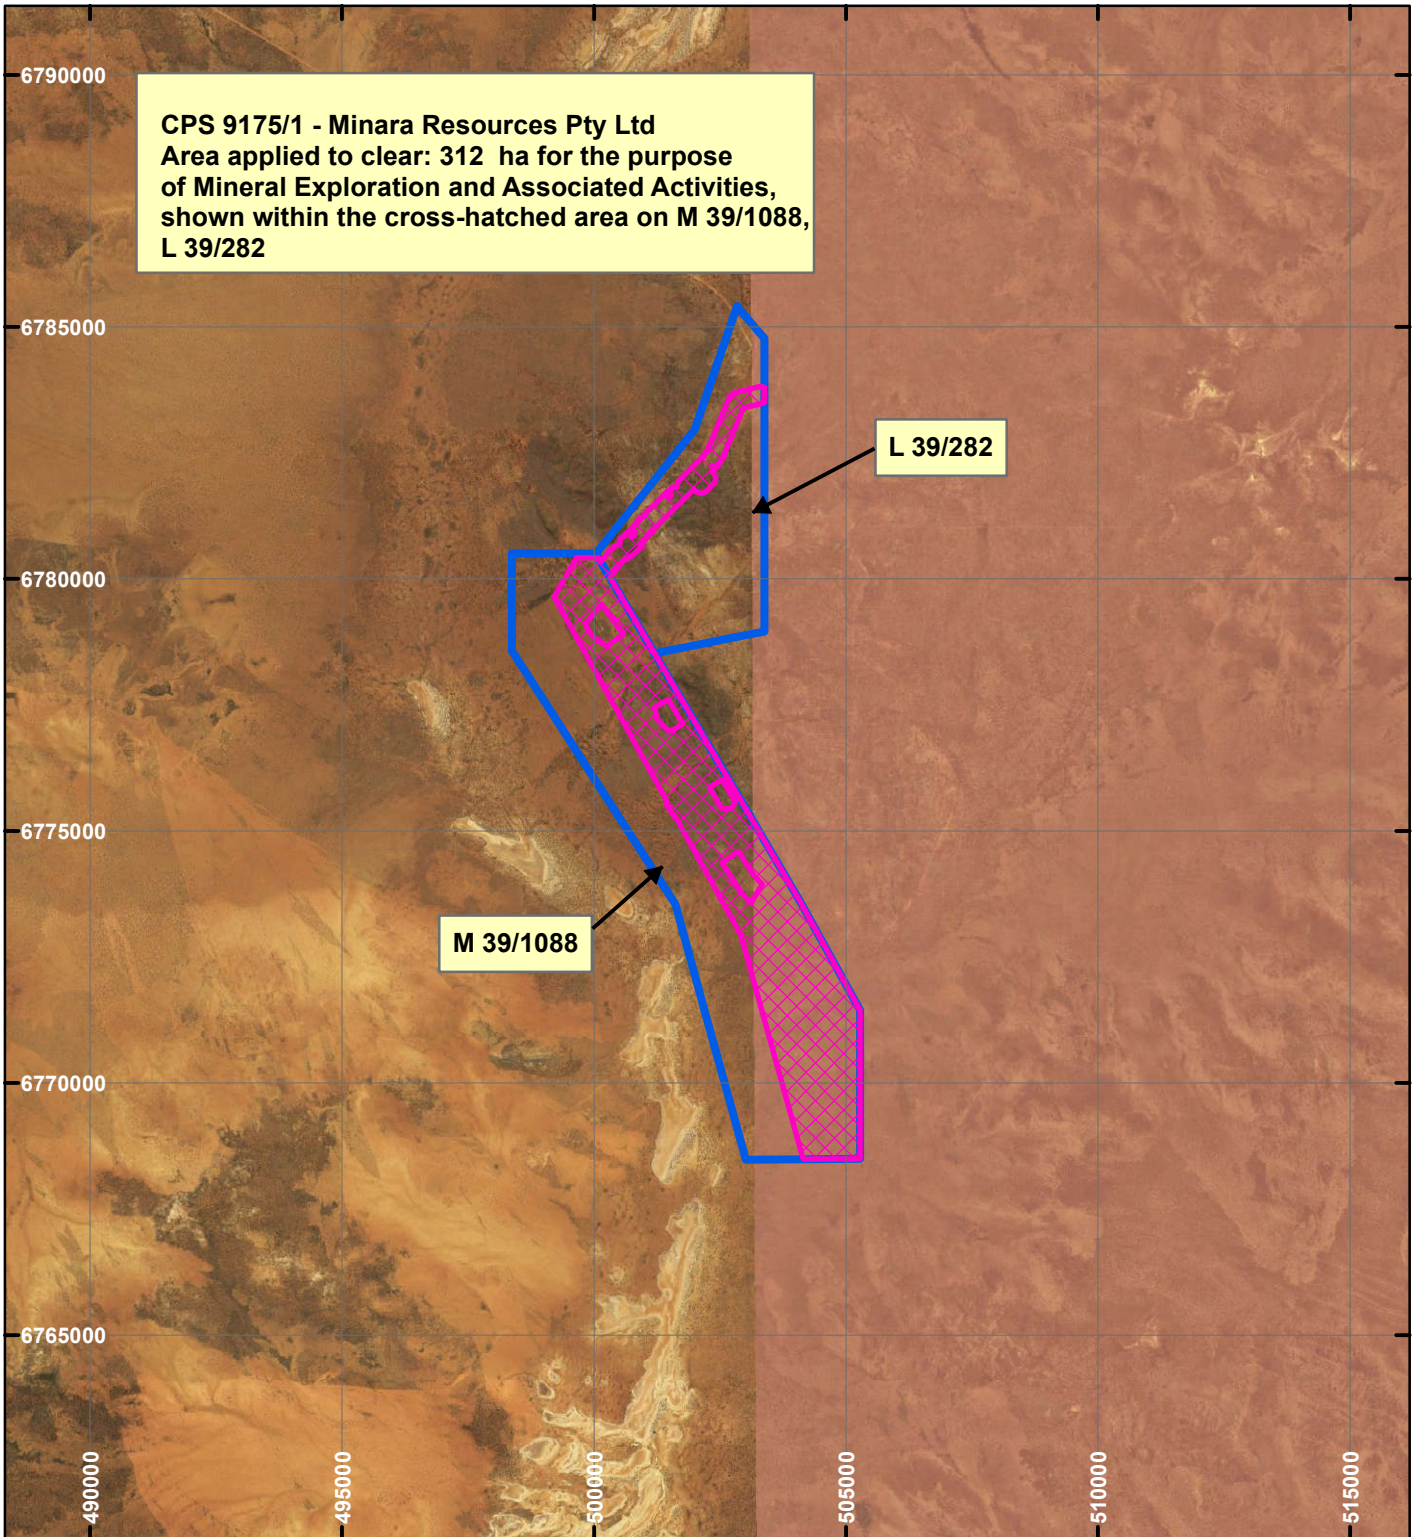 6790000
CPS 9175/1 - Minara Resources Pty Ltd
Area applied to clear: 312 ha for the purpose
of Mineral Exploration and Associated Activities,
shown within the cross-hatched area on M 39/1088,
L 39/282
6785000
L 39/282
6780000
6775000
M 39/1088
6770000
6765000
490000
495000
500000
505000
510000
515000